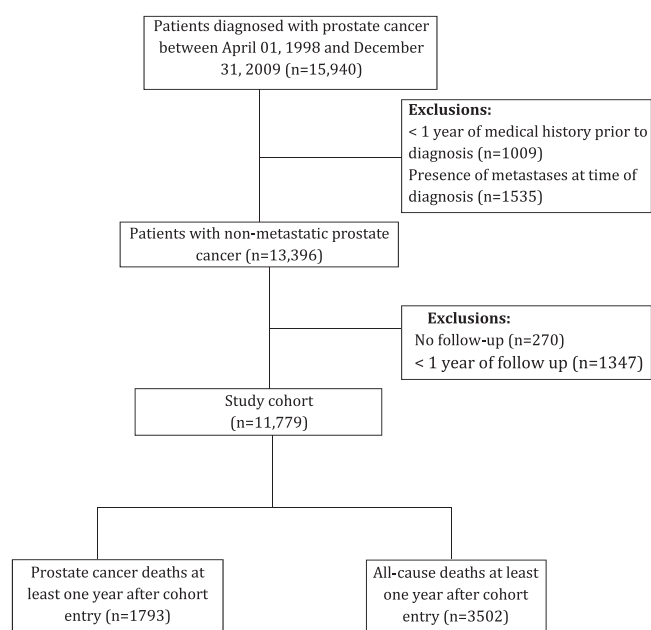 Patients diagnosed with prostate cancer
between April 01, 1998 and December
31, 2009 (n=15,940)
Exclusions:
< 1 year of medical history prior to
diagnosis (n=1009)
Presence of metastases at time of
diagnosis (n=1535)
Patients with non-metastatic prostate
cancer (n=13,396)
Exclusions:
No follow-up (n=270)
< 1 year of follow up (n=1347)
Study cohort
(n=11,779)
Prostate cancer deaths at
least one year after cohort
entry (n=1793)
All-cause deaths at least
one year after cohort
entry (n=3502)